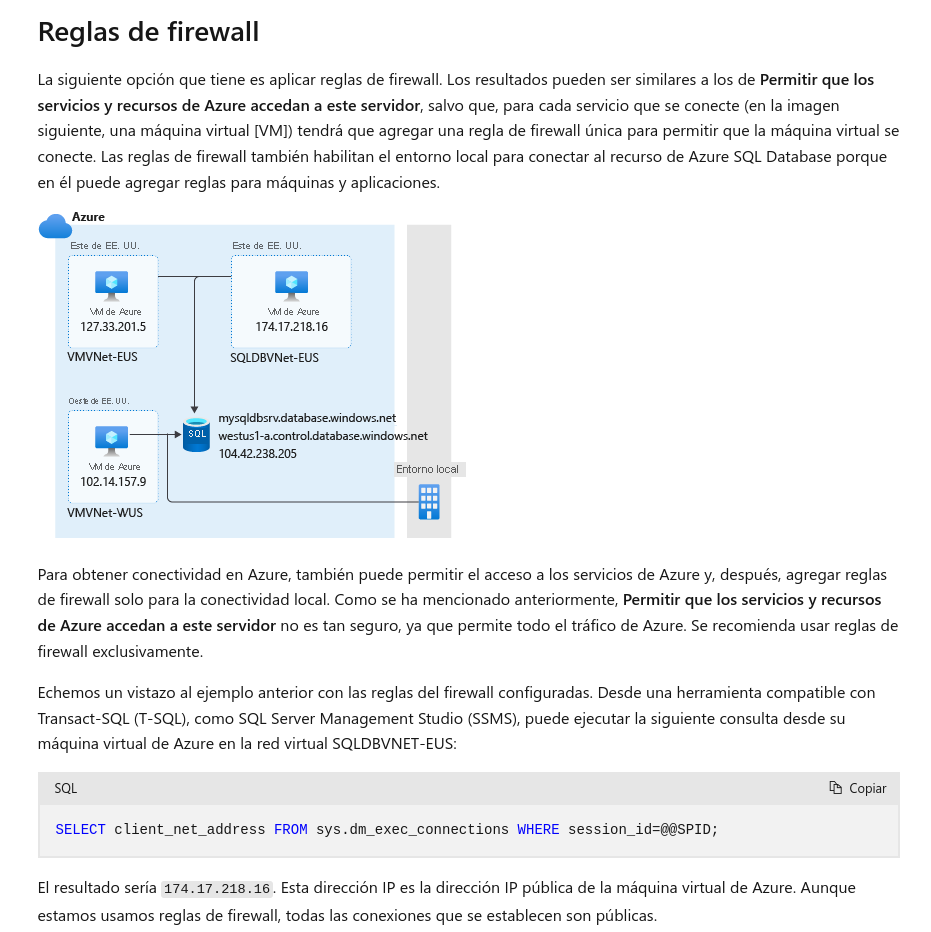 Reglas de firewall
La siguiente opción que tiene es aplicar reglas de firewall. Los resultados pueden ser similares a los de Permitir que los
servicios y recursos de Azure accedan a este servidor, salvo que, para cada servicio que se conecte (en la imagen
siguiente, una máquina virtual [VM]) tendrá que agregar una regla de firewall única para permitir que la máquina virtual se
conecte. Las reglas de firewall también habilitan el entorno local para conectar al recurso de Azure SQL Database porque
en él puede agregar reglas para máquinas y aplicaciones.
Azure
Este de EE. UU.
VM de Azure
127.33.201.5
VMVNet-EUS
Este de EE. UU.
VM de Azure
174.17.218.16
SQLDBVNet-EUS
Oeste de EE. UU.
VM de Azure
102.14.157.9
VMVNet-WUS
SQL
mysqldbsrv.database.windows.net
westus1-a.control.database.windows.net
104.42.238.205
Entorno local
Para obtener conectividad en Azure, también puede permitir el acceso a los servicios de Azure y, después, agregar reglas
de firewall solo para la conectividad local. Como se ha mencionado anteriormente, Permitir que los servicios y recursos
de Azure accedan a este servidor no es tan seguro, ya que permite todo el tráfico de Azure. Se recomienda usar reglas de
firewall exclusivamente.
Echemos un vistazo al ejemplo anterior con las reglas del firewall configuradas. Desde una herramienta compatible con
Transact-SQL (T-SQL), como SQL Server Management Studio (SSMS), puede ejecutar la siguiente consulta desde su
máquina virtual de Azure en la red virtual SQLDBVNET-EUS:
SQL
Copiar
SELECT client_net_address FROM sys.dm_exec_connections WHERE session_id=@@SPID;
El resultado sería 174.17.218.16. Esta dirección IP es la dirección IP pública de la máquina virtual de Azure. Aunque
estamos usamos reglas de firewall, todas las conexiones que se establecen son públicas.